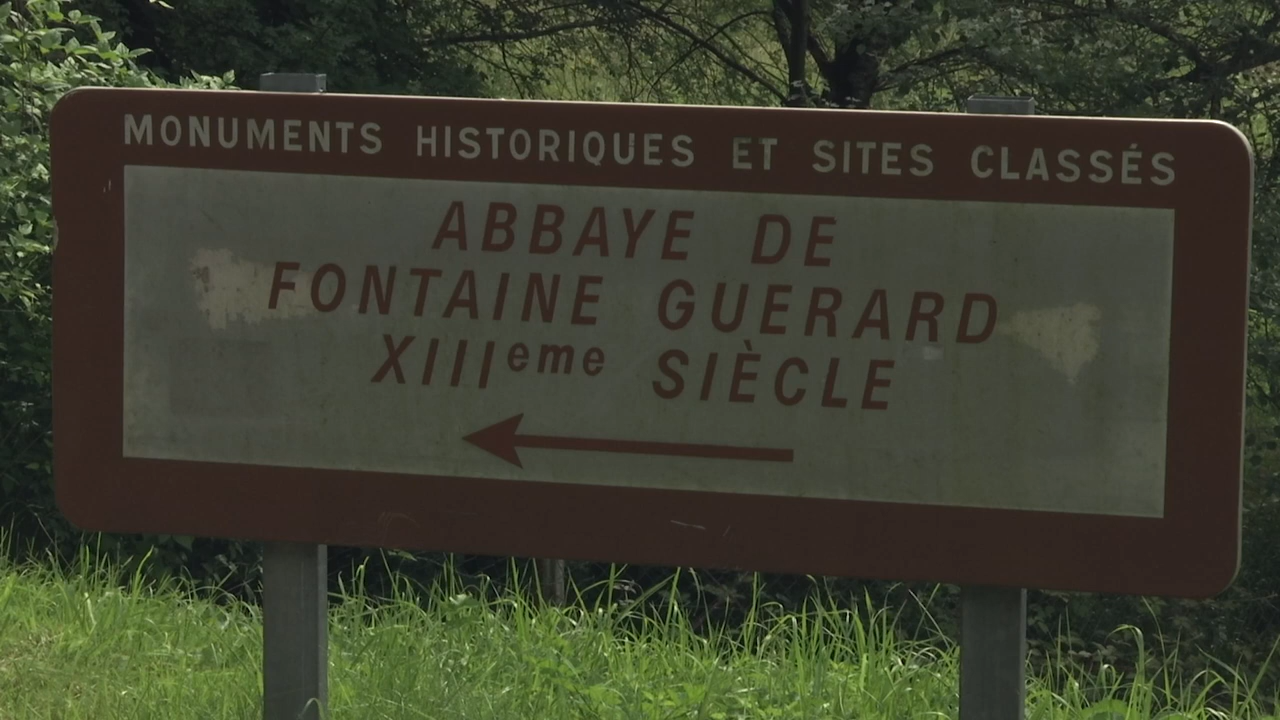 MONUMENTS HISTORIQUES ET SITES CLASSÉS
ABBAYE DE
FONTAINE GUERARD
XIIIeme SIÈCLE